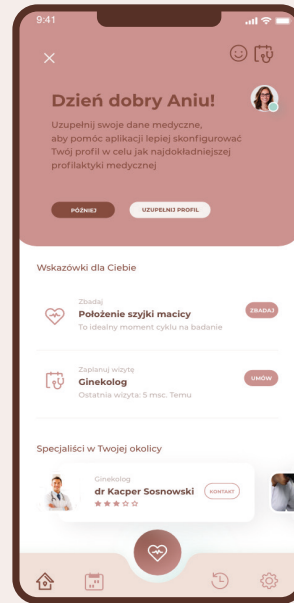 9:41
Dzień dobry Aniu!
Uzupełnij swoje dane medyczne,
aby pomóc aplikacji lepiej skonfigurować
Twój profil w celu jak najdokładniejszej
profilaktyki medycznej
PÓŹNIEJ
UZUPEŁNIJ PROFIL
Wskazówki dla Ciebie
Zbadaj
Położenie szyjki macicy
To idealny moment cyklu na badanie
ZBADAJ
Zaplanuj wizytę
Ginekolog
Ostatnia wizyta: 5 msc. Temu
UMÓW
Specjaliści w Twojej okolicy
Ginekolog
dr Kacper Sosnowski
KONTAKT